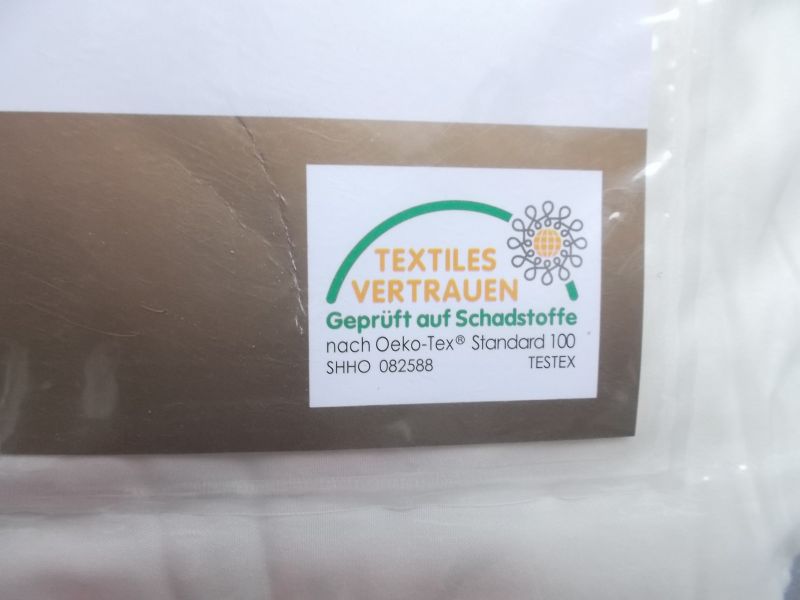 TEXTILES
VERTRAUEN
Geprüft auf Schadstoffe
nach Oeko-Tex® Standard 100
SHHO 082588 TESTEX